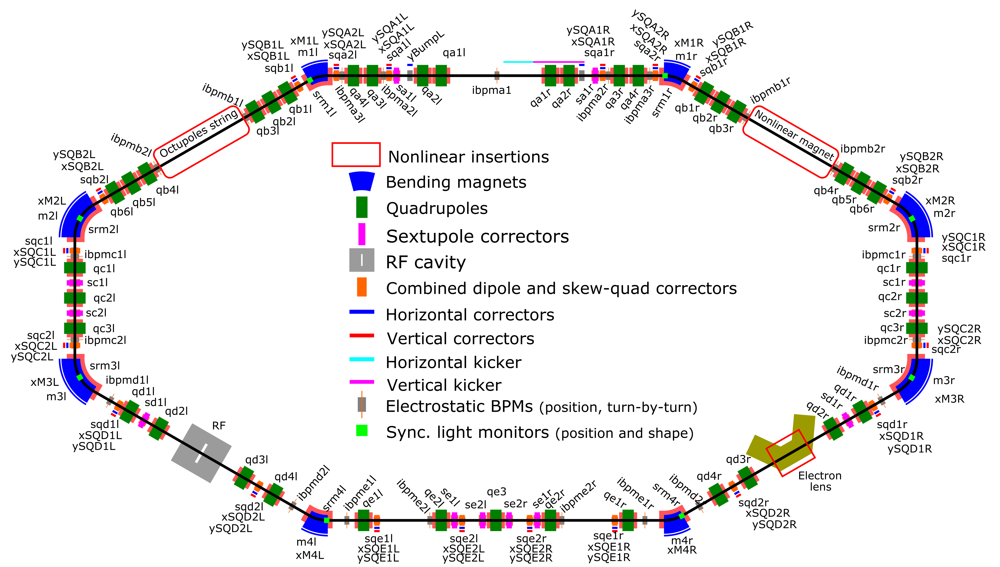 ySQA1L
xSQA1L
sqa1l
yBumpL
ySQA2L
xSQA2L
sqa2l
xM1L
m1l
ySQB1L
xSQB1L
sqb1l
qa1l
ySQA1R
xSQA1R
sqa1r
ySQA2R
xSQA2R
sqa2r
xM1R
m1r
ySQB1R
xSQB1R
sqb1r
ibpmb1l
srm1l
ibpma3l
qa4l
qa3l
ibpma2l
sa1l
qa2l
ibpma1
qa1r
qa2r
sa1r
ibpma2r
qa3r
qa4r
ibpma3r
srm1r
ibpmb1r
qb1l
qb2l
qb3l
qb1r
qb2r
qb3r
Octupoles string
Nonlinear magnet
ibpmb2l
ibpmb2r
ySQB2L
xSQB2L
sqb2l
ySQB2R
xSQB2R
sqb2r
qb4l
qb5l
qb6l
qb4r
qb5r
qb6r
xM2L
m2l
srm2l
xM2R
m2r
srm2r
Nonlinear insertions
Bending magnets
Quadrupoles
Sextupole correctors
RF cavity
Combined dipole and skew-quad correctors
Horizontal correctors
Vertical correctors
Horizontal kicker
Vertical kicker
Electrostatic BPMs (position, turn-by-turn)
Sync. light monitors (position and shape)
sqc1l
xSQC1L
ySQC1L
ibpmc1l
qc1l
sc1l
qc2l
sc2l
qc3l
ibpmc2l
sqc2l
xSQC2L
ySQC2L
ySQC1R
xSQC1R
sqc1r
ibpmc1r
qc1r
sc1r
qc2r
sc2r
qc3r
ibpmc2r
ySQC2R
xSQC2R
sqc2r
srm3l
xM3L
m3l
ibpmd1l
qd1l
sd1l
qd2l
sqd1l
xSQD1L
ySQD1L
RF
srm3r
m3r
xM3R
ibpmd1r
qd1r
sd1r
qd2r
sqd1r
xSQD1R
ySQD1R
Electron
lens
qd3l
qd4l
ibpmd2l
sqd2l
xSQD2L
ySQD2L
qd3r
qd4r
ibpmd2r
sqd2r
xSQD2R
ySQD2R
srm4l
ibpme1l
qe1l
ibpme2l
qe2l
se1l
se2l
qe3
se2r
se1r
qe2r
ibpme2r
qe1r
ibpme1r
srm4r
m4l
xM4L
sqe1l
xSQE1L
ySQE1L
sqe2l
xSQE2L
ySQE2L
sqe2r
xSQE2R
ySQE2R
sqe1r
xSQE1R
ySQE1R
m4r
xM4R